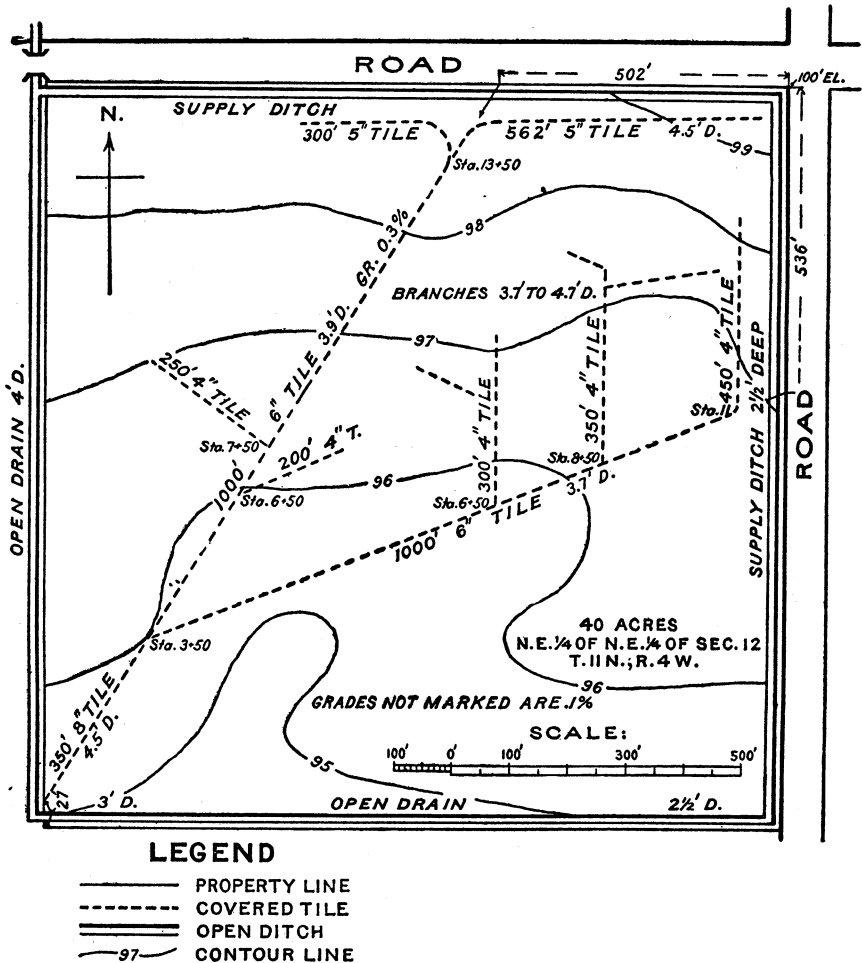 ROAD
502'
100' EL.
SUPPLY DITCH
N.
300' 5" TILE
562' 5" TILE
4.5' D.
99
Sta. 13+50
98
GR. 0.3%
536'
BRANCHES 3.7' TO 4.7' D.
3.9' D.
6" TILE
1000'
97
250' 4" TILE
450' 4" TILE
350' 4" TILE
300' 4" TILE
OPEN DRAIN 4' D.
SUPPLY DITCH 2½' DEEP
ROAD
Sta. 11
Sta. 7+50
200' 4" T.
Sta. 8+50
96
3.7' D.
Sta. 6+50
Sta. 6+50
1000' 6" TILE
40 ACRES
N.E.¼ OF N.E.¼ OF SEC. 12
T. 11 N.; R. 4 W.
Sta. 3+50
96
GRADES NOT MARKED ARE .1%
350' 8" TILE
4.5' D.
SCALE:
100' 0' 100' 300' 500'
95
27
3' D.
OPEN DRAIN
2½' D.
LEGEND
PROPERTY LINE
COVERED TILE
OPEN DITCH
97 CONTOUR LINE